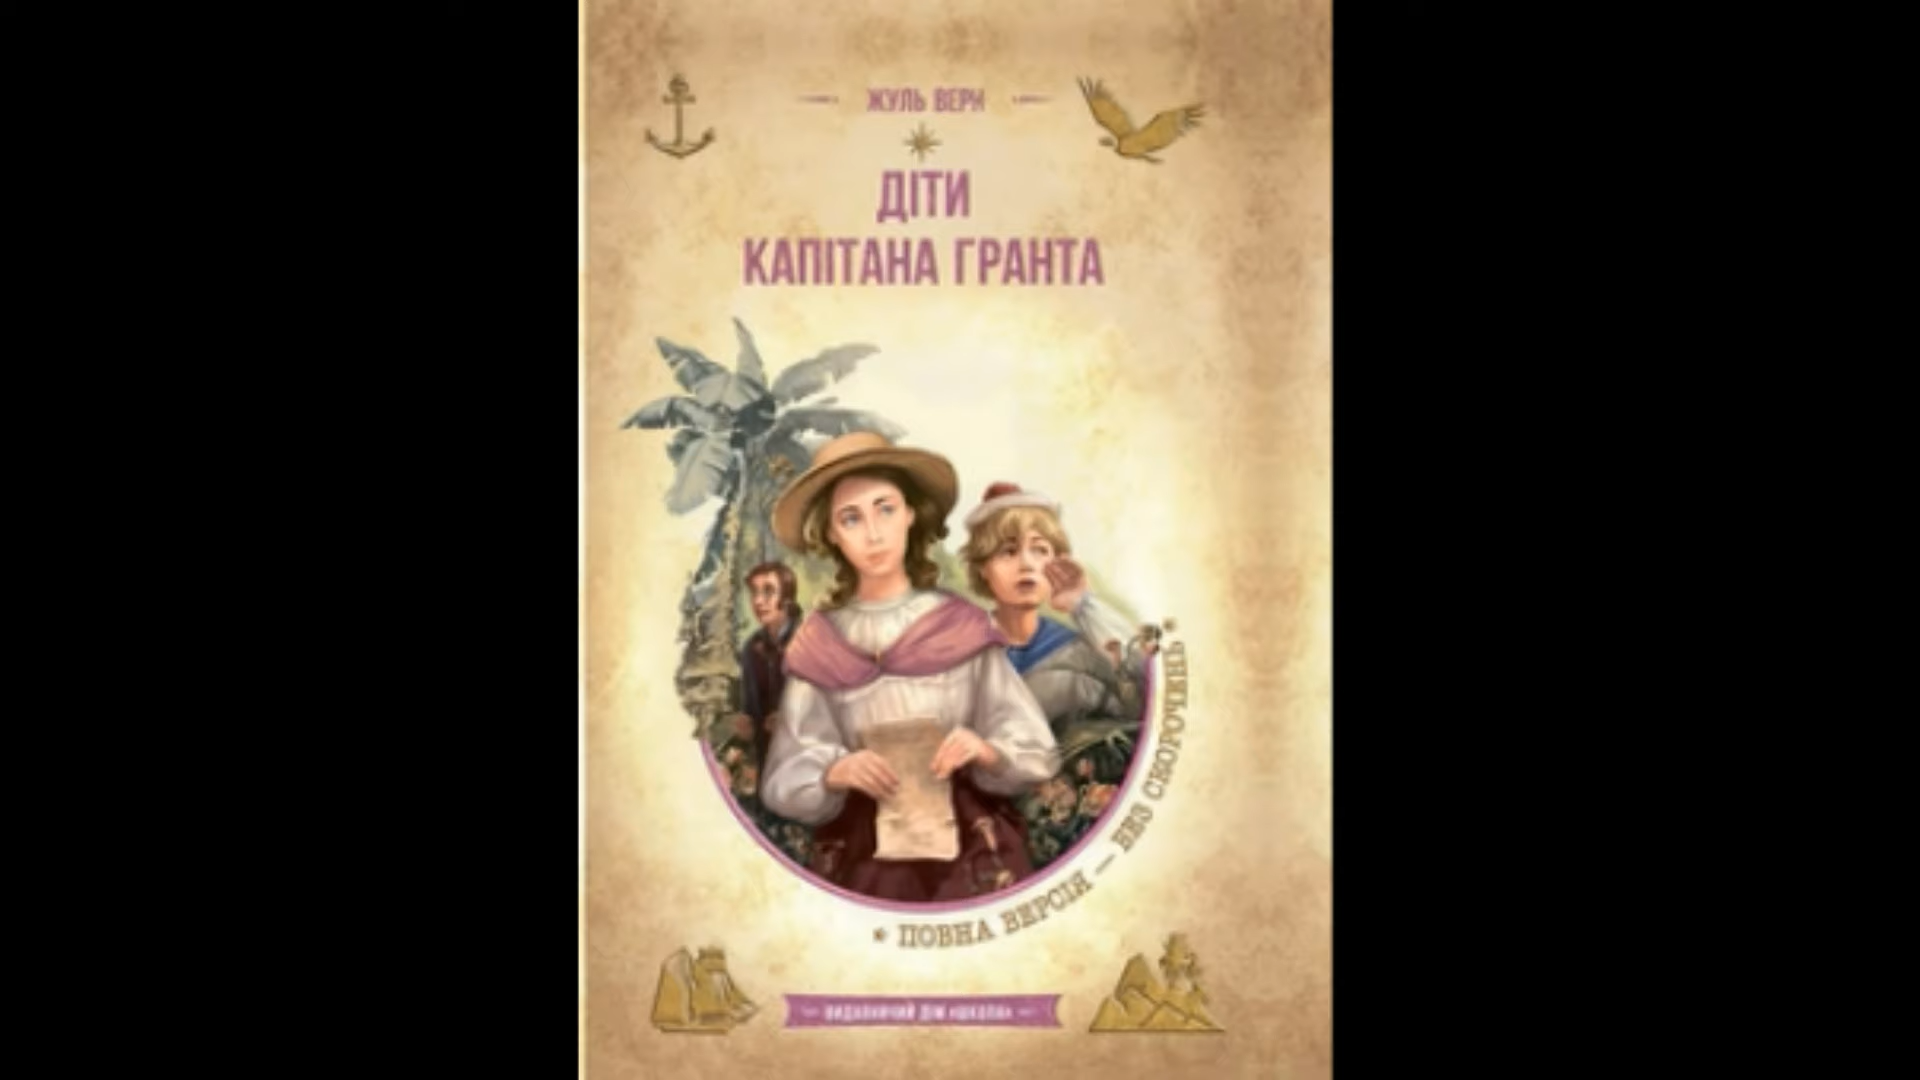 ЖУЛЬ ВЕРН
ДІТИ
КАПІТАНА ГРАНТА
ПОВНА ВЕРСІЯ — БЕЗ СКОРОЧЕНЬ
ВИДАВНИЧИЙ ДІМ «ШКОЛА»